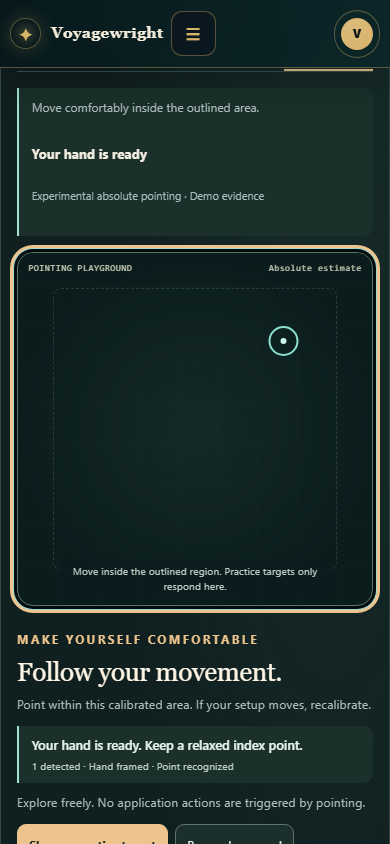 Voyagewright
V
Move comfortably inside the outlined area.
Your hand is ready
Experimental absolute pointing · Demo evidence
POINTING PLAYGROUND
Absolute estimate
Move inside the outlined region. Practice targets only
respond here.
MAKE YOURSELF COMFORTABLE
Follow your movement.
Point within this calibrated area. If your setup moves, recalibrate.
Your hand is ready. Keep a relaxed index point.
1 detected · Hand framed · Point recognized
Explore freely. No application actions are triggered by pointing.